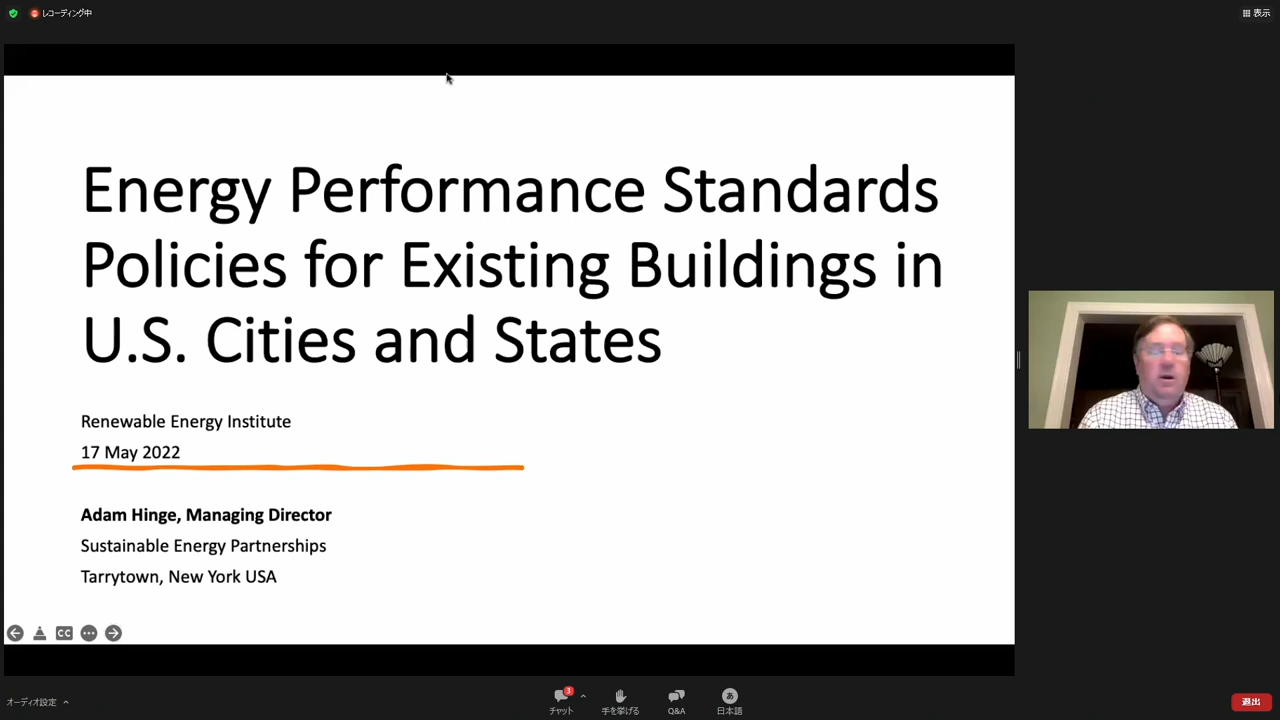 レコーディング中
表示
Energy Performance Standards
Policies for Existing Buildings in
U.S. Cities and States
Renewable Energy Institute
17 May 2022
Adam Hinge, Managing Director
Sustainable Energy Partnerships
Tarrytown, New York USA
CC
オーディオ設定
3
あ
チャット
手を挙げる
Q&A
日本語
退出